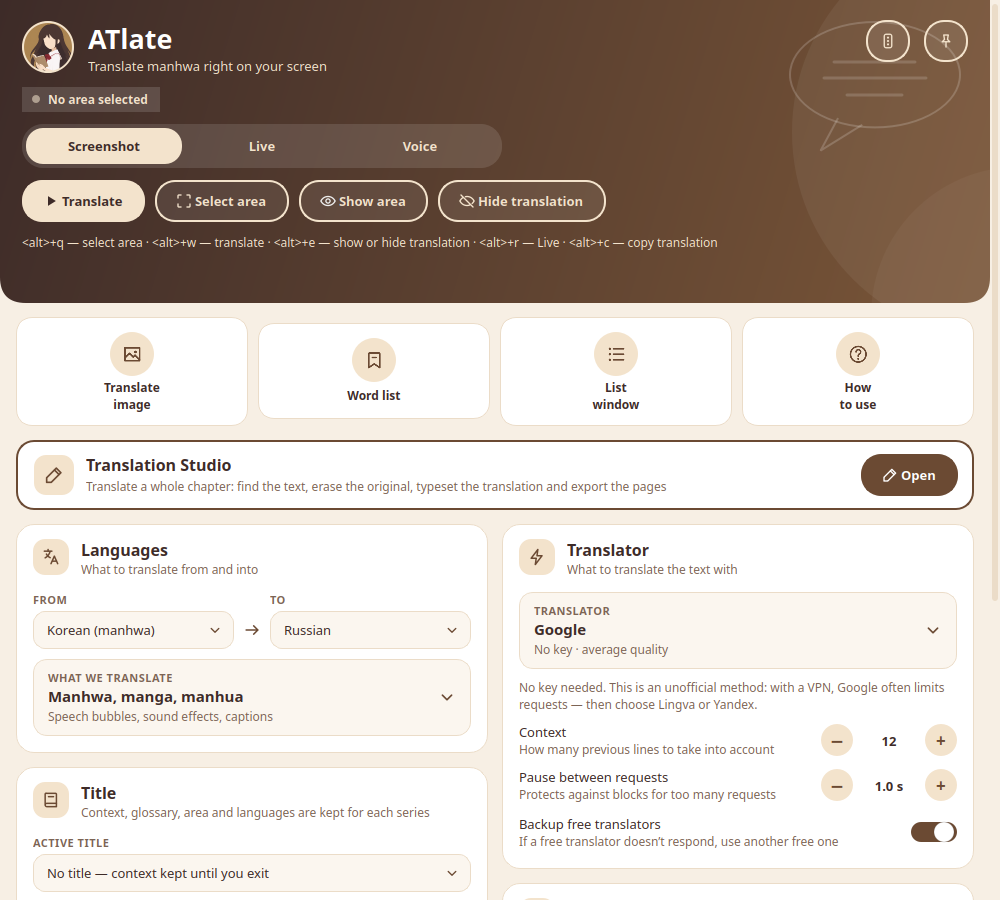 ATlate
Translate manhwa right on your screen
No area selected
Screenshot
Live
Voice
Translate
Select area
Show area
Hide translation
<alt>+q — select area · <alt>+w — translate · <alt>+e — show or hide translation · <alt>+r — Live · <alt>+c — copy translation
Translate
image
Word list
List
window
How
to use
Translation Studio
Translate a whole chapter: find the text, erase the original, typeset the translation and export the pages
Open
Languages
What to translate from and into
FROM
TO
Korean (manhwa)
Russian
WHAT WE TRANSLATE
Manhwa, manga, manhua
Speech bubbles, sound effects, captions
Title
Context, glossary, area and languages are kept for each series
ACTIVE TITLE
No title — context kept until you exit
Translator
What to translate the text with
TRANSLATOR
Google
No key · average quality
No key needed. This is an unofficial method: with a VPN, Google often limits
requests — then choose Lingva or Yandex.
Context
How many previous lines to take into account
– 12 +
Pause between requests
Protects against blocks for too many requests
– 1.0 s +
Backup free translators
If a free translator doesn’t respond, use another free one